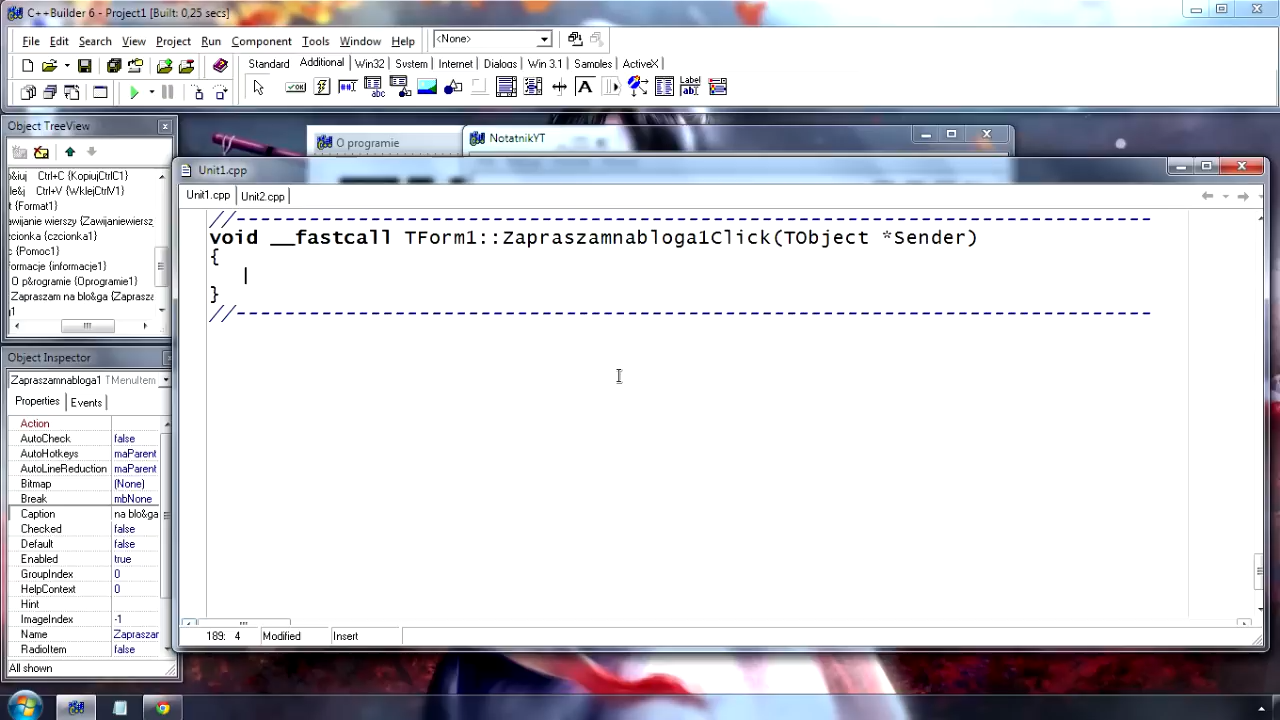 C++Builder 6 - Project1 [Built: 0,25 secs]
File Edit Search View Project Run Component Tools Window Help
<None>
Standard Additional Win32 System Internet Dialogs Win 3.1 Samples ActiveX
Object TreeView
Ctrl+C {KopiujCtrlC1}
Ctrl+V {WklejCtrlV1}
{Format1}
{Pomoc1}
O p&rogramie {Oprogramie1}
Zapraszam na blo&ga {Zaprasza
O programie
NotatnikYT
Unit1.cpp
Unit1.cpp Unit2.cpp
//---------------------------------------------------------------------------
void __fastcall TForm1::Zapraszamnabloga1Click(TObject *Sender)
{
}
//---------------------------------------------------------------------------
Object Inspector
Zapraszamnabloga1 TMenuItem
Properties Events
Action
AutoCheck false
AutoHotkeys maParent
AutoLineReduction maParent
Bitmap (None)
Break mbNone
Caption na blo&ga
Checked false
Default false
Enabled true
GroupIndex 0
HelpContext 0
Hint
ImageIndex -1
Name Zapraszar
RadioItem false
All shown
189: 4 Modified Insert